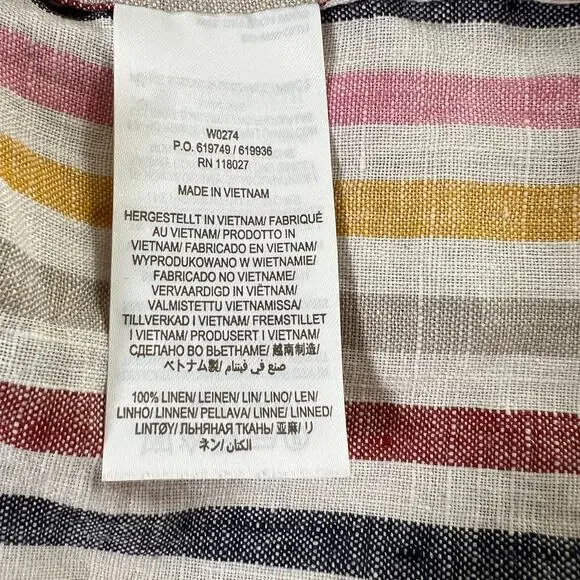 W0274
P.O. 619749 / 619936
RN 118027
MADE IN VIETNAM
HERGESTELLT IN VIETNAM/ FABRIQUÉ
AU VIETNAM/ PRODOTTO IN
VIETNAM/ FABRICADO EN VIETNAM/
WYPRODUKOWANO W WIETNAMIE/
FABRICADO NO VIETNAM/
VERVAARDIGD IN VIËTNAM/
VALMISTETTU VIETNAMISSA/
TILLVERKAD I VIETNAM/ FREMSTILLET
I VIETNAM/ PRODUSERT I VIETNAM/
СДЕЛАНО ВО ВЬЕТНАМЕ/ 越南制造/
ベトナム製/ صنع في فيتنام
100% LINEN/ LEINEN/ LIN/ LINO/ LEN/
LINHO/ LINNEN/ PELLAVA/ LINNE/ LINNED/
LINTØY/ ЛЬНЯНАЯ ТКАНЬ/ 亚麻/ リ
ネン/ الكتان